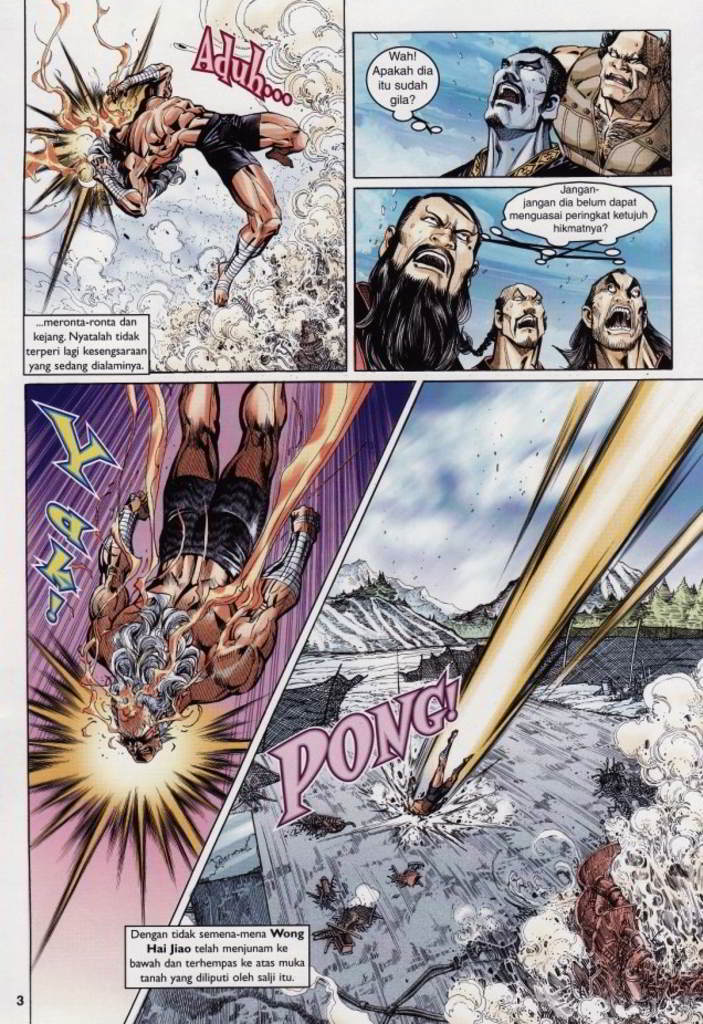 Aduh...
...meronta-ronta dan
kejang. Nyatalah tidak
terperi lagi kesengsaraan
yang sedang dialaminya.
Wah!
Apakah dia
itu sudah
gila?
Jangan-
jangan dia belum dapat
menguasai peringkat ketujuh
hikmatnya?
PONG!
Dengan tidak semena-mena Wong
Hai Jiao telah menjunam ke
bawah dan terhempas ke atas muka
tanah yang diliputi oleh salji itu.
3